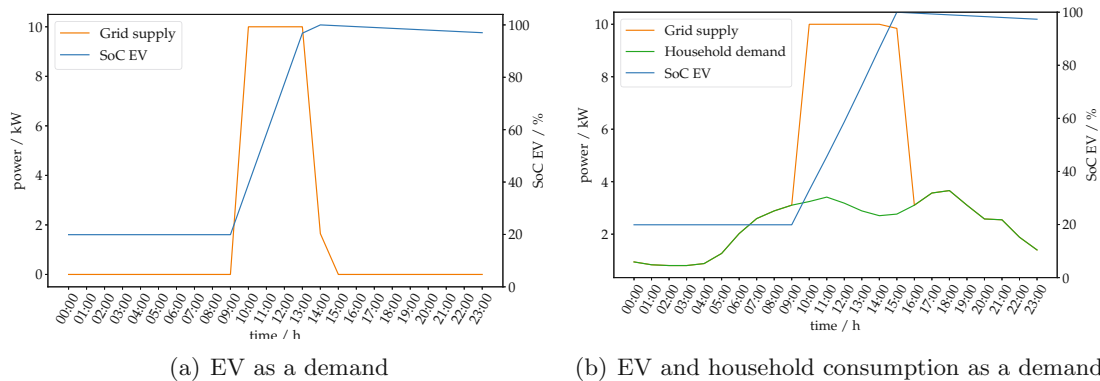 Grid supply
SoC EV
power / kW
10
8
6
4
2
0
SoC EV / %
100
80
60
40
20
0
00:00 01:00 02:00 03:00 04:00 05:00 06:00 07:00 08:00 09:00 10:00 11:00 12:00 13:00 14:00 15:00 16:00 17:00 18:00 19:00 20:00 21:00 22:00 23:00
time / h
(a) EV as a demand
Grid supply
Household demand
SoC EV
power / kW
10
8
6
4
2
SoC EV / %
100
80
60
40
20
0
00:00 01:00 02:00 03:00 04:00 05:00 06:00 07:00 08:00 09:00 10:00 11:00 12:00 13:00 14:00 15:00 16:00 17:00 18:00 19:00 20:00 21:00 22:00 23:00
time / h
(b) EV and household consumption as a demand